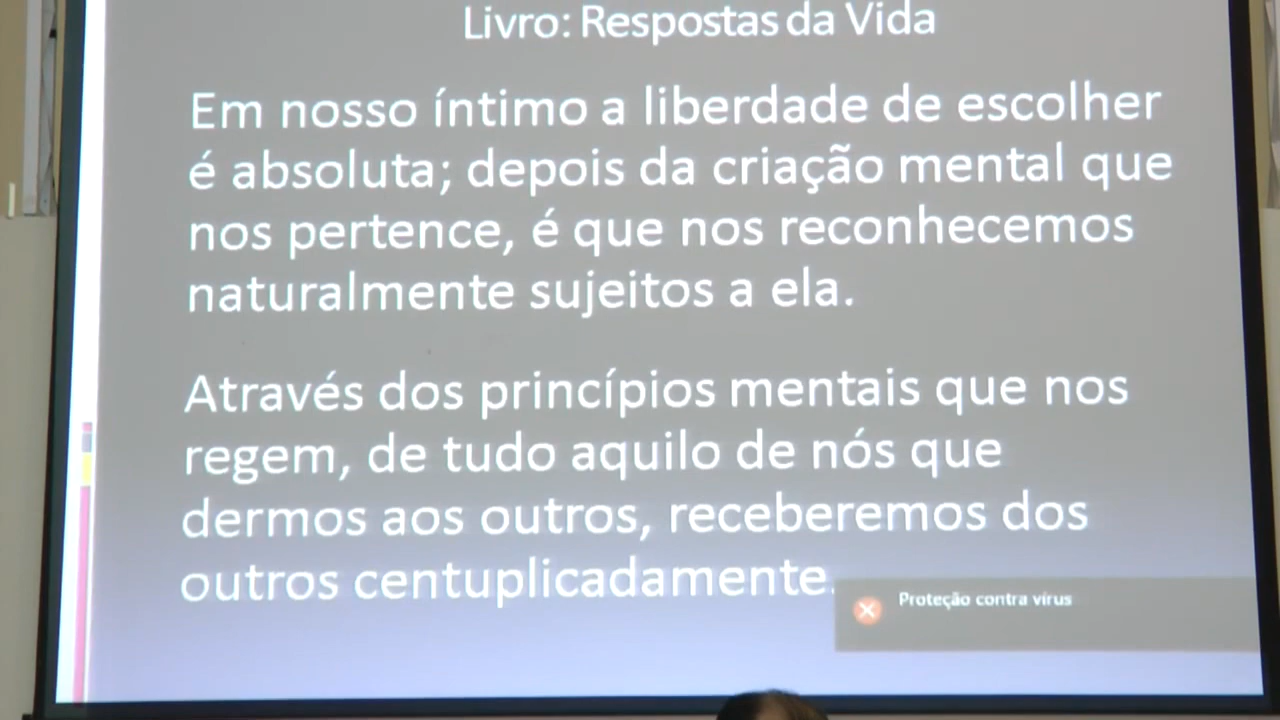 Livro: Respostas da Vida
Em nosso íntimo a liberdade de escolher
é absoluta; depois da criação mental que
nos pertence, é que nos reconhecemos
naturalmente sujeitos a ela.
Através dos princípios mentais que nos
regem, de tudo aquilo de nós que
dermos aos outros, receberemos dos
outros centuplicadamente.
Proteção contra vírus